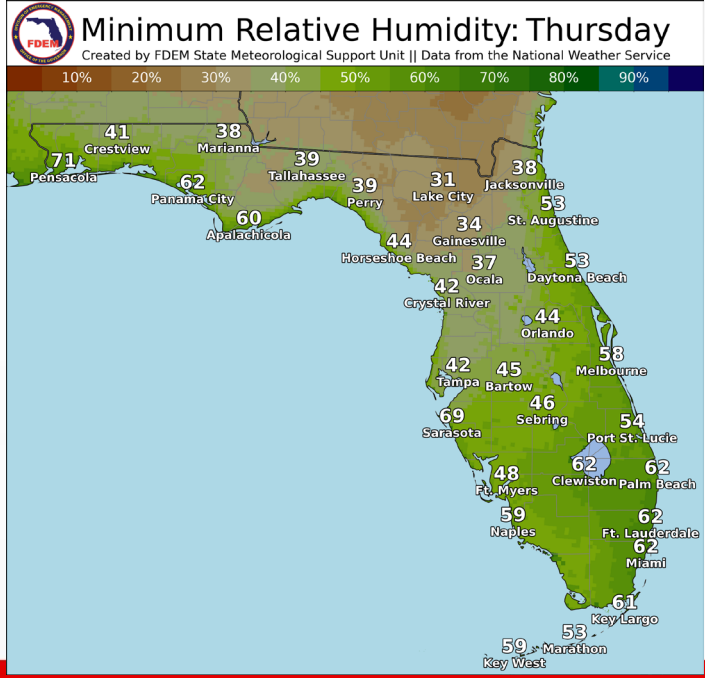 Minimum Relative Humidity: Thursday
FDEM
Created by FDEM State Meteorological Support Unit || Data from the National Weather Service
10% 20% 30% 40% 50% 60% 70% 80% 90%
41
Crestview
38
Marianna
71
Pensacola
39
Tallahassee
62
Panama City
39
Perry
31
Lake City
38
Jacksonville
60
Apalachicola
53
St. Augustine
34
Gainesville
44
Horseshoe Beach
37
Ocala
53
Daytona Beach
42
Crystal River
44
Orlando
58
Melbourne
42
Tampa
45
Bartow
46
Sebring
69
Sarasota
54
Port St. Lucie
62
Clewiston
62
Palm Beach
48
Ft. Myers
59
Naples
62
Ft. Lauderdale
62
Miami
61
Key Largo
53
Marathon
59
Key West